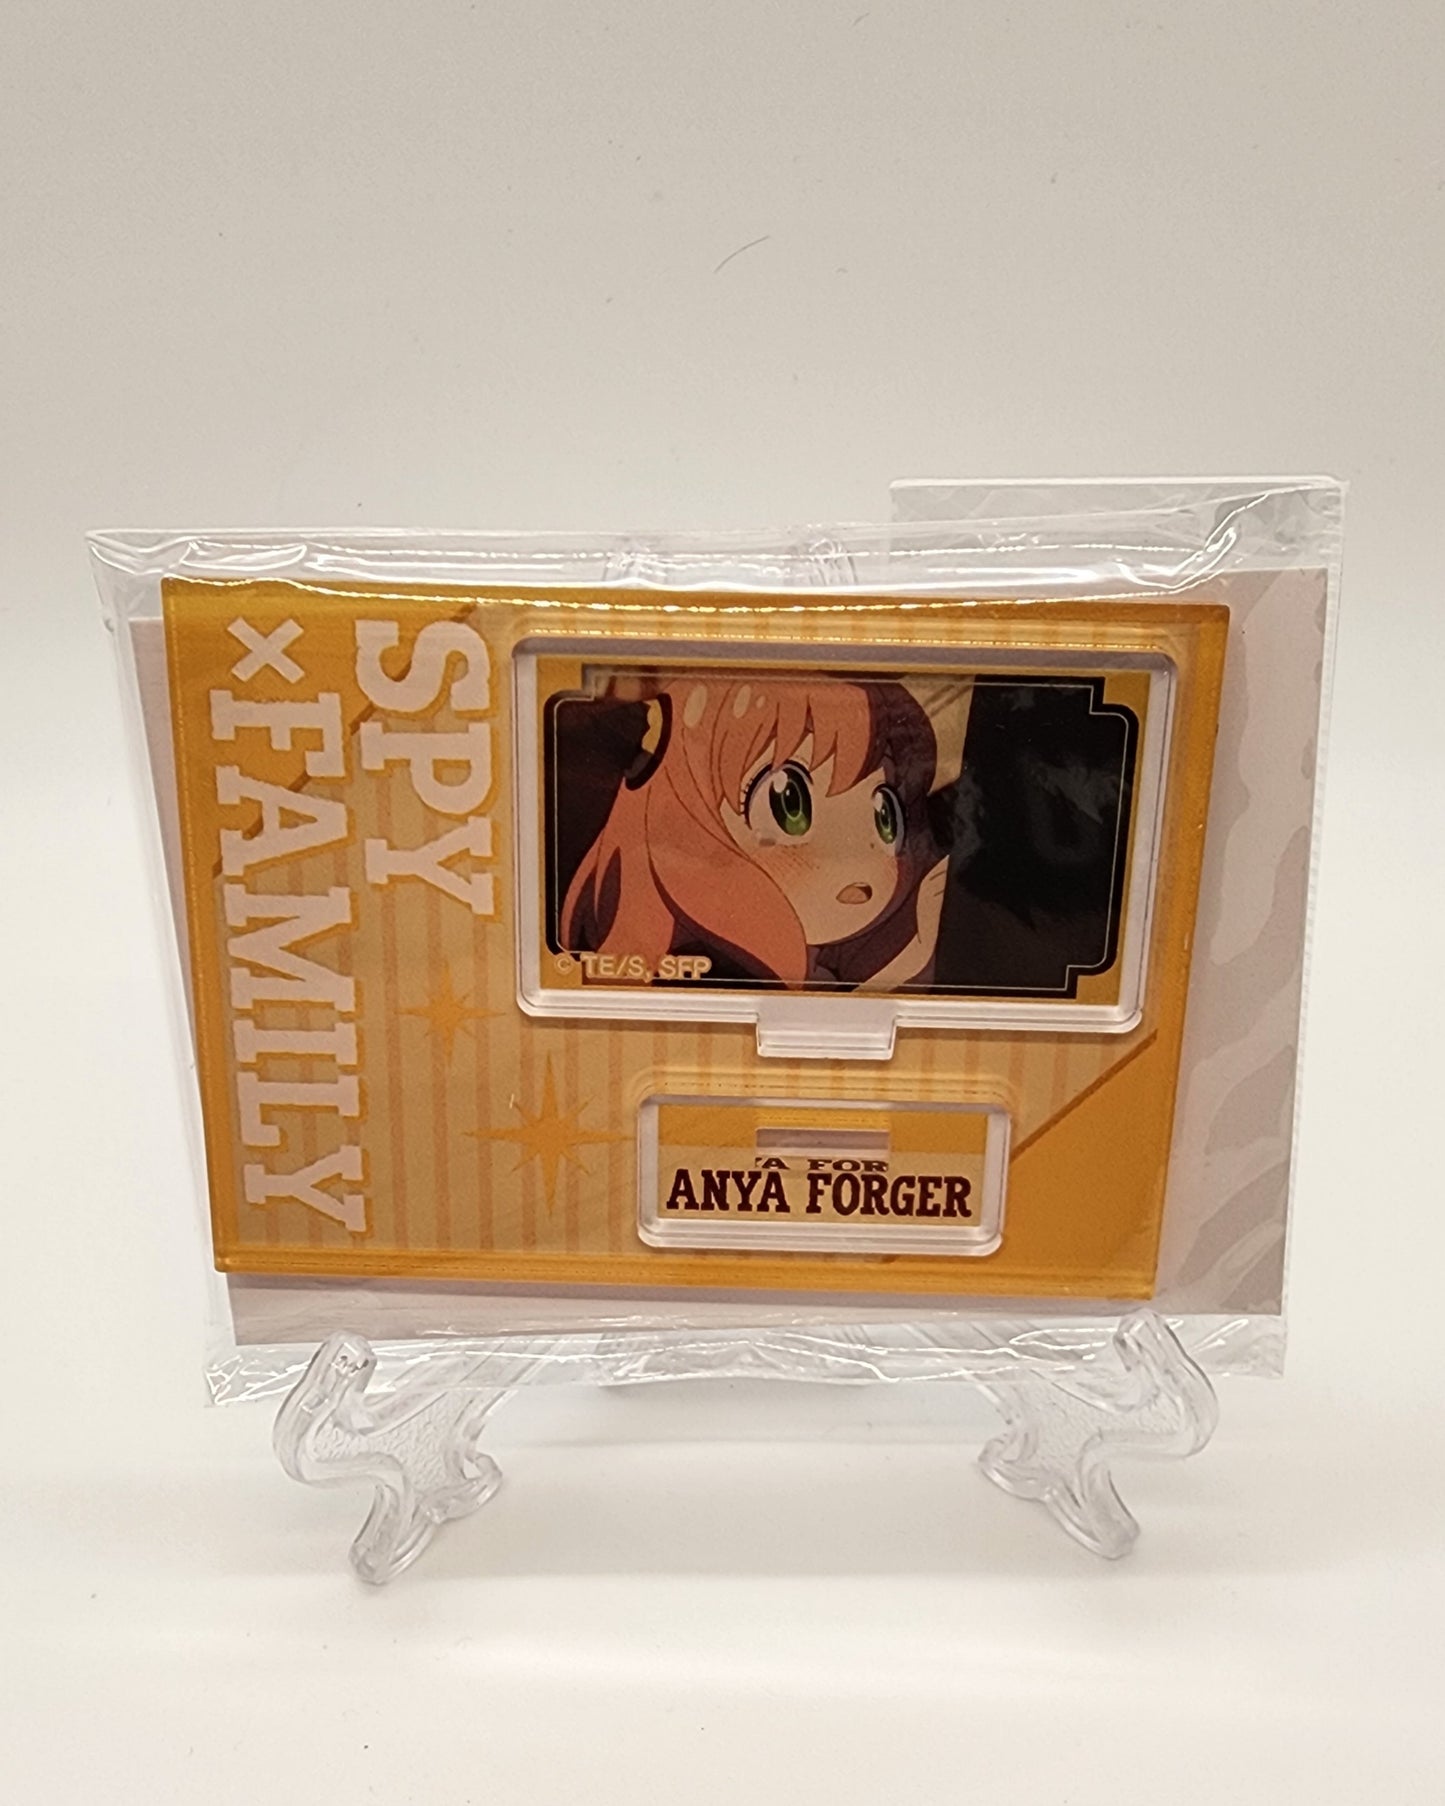 SPY
×FAMILY
© TE/S, SFP
A FOR
ANYA FORGER